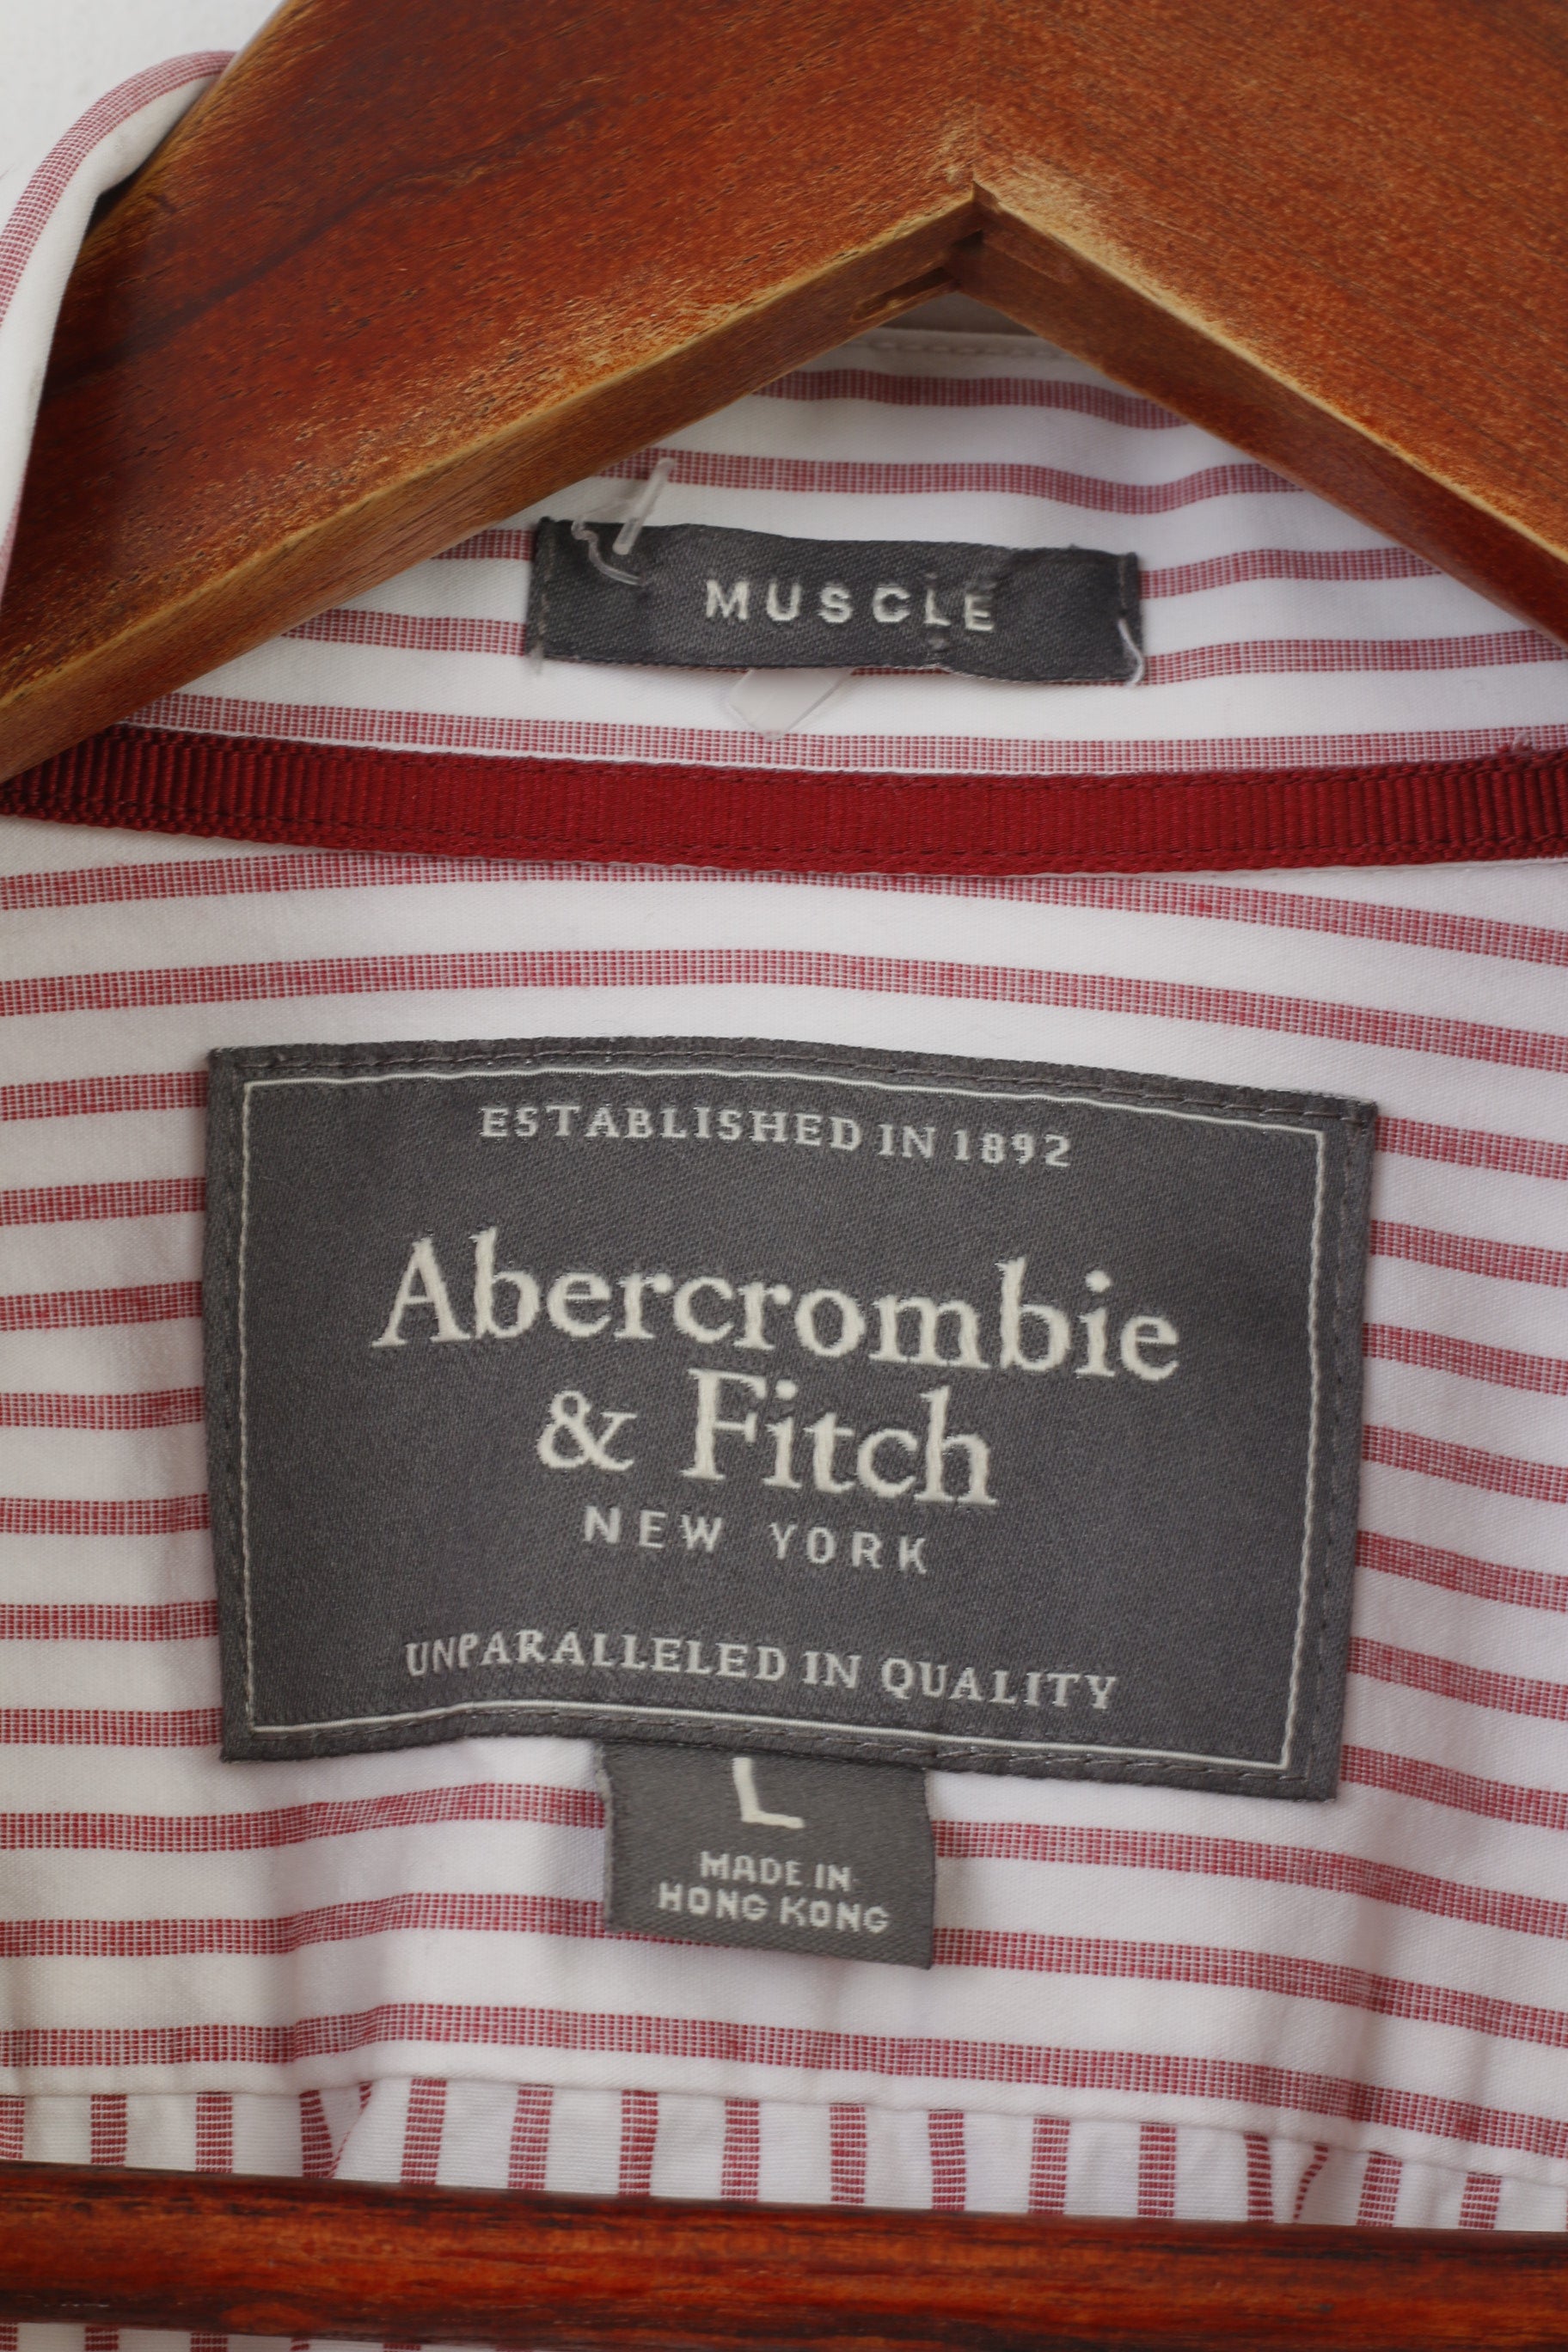 MUSCLE
ESTABLISHED IN 1892
Abercrombie
& Fitch
NEW YORK
UNPARALLELED IN QUALITY
L
MADE IN
HONG KONG